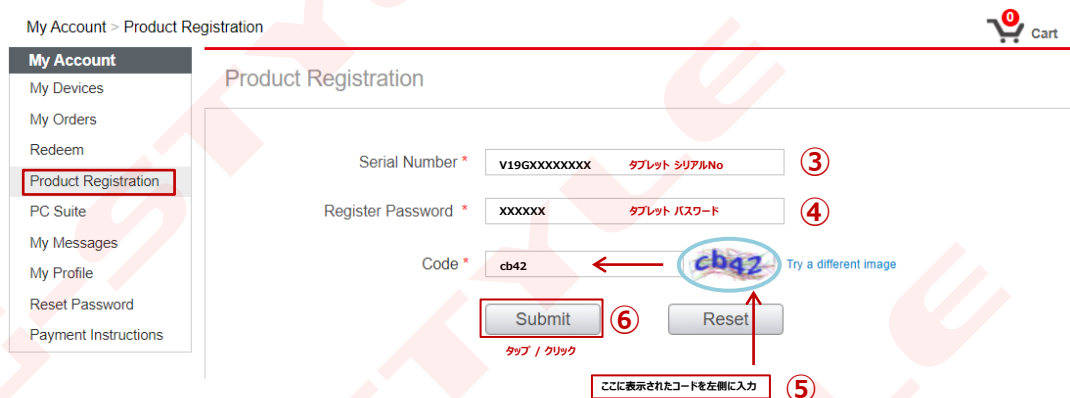 My Account > Product Registration
0
Cart
My Account
My Devices
My Orders
Redeem
Product Registration
PC Suite
My Messages
My Profile
Reset Password
Payment Instructions
Product Registration
Serial Number * V19GXXXXXXXX タブレット シリアルNo ③
Register Password * XXXXXX タブレット パスワード ④
Code * cb42 cb42 Try a different image
Submit ⑥ Reset
タップ / クリック
ここに表示されたコードを左側に入力 ⑤